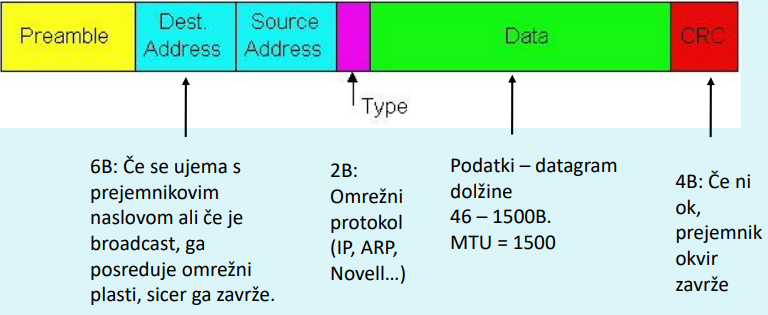 Preamble
Dest.
Address
Source
Address
Data
CRC
Type
6B: Če se ujema s
prejemnikovim
naslovom ali če je
broadcast, ga
posreduje omrežni
plasti, sicer ga zavrže.
2B:
Omrežni
protokol
(IP, ARP,
Novell…)
Podatki – datagram
dolžine
46 – 1500B.
MTU = 1500
4B: Če ni
ok,
prejemnik
okvir
zavrže